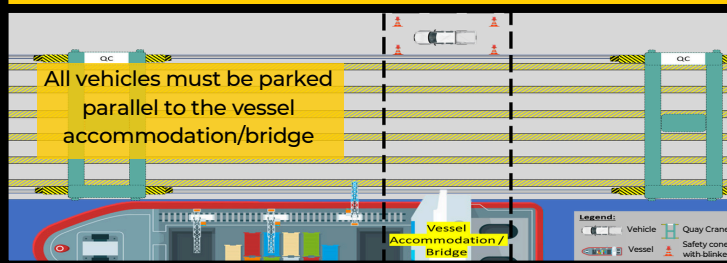 QC
QC
All vehicles must be parked
parallel to the vessel
accommodation/bridge
Vessel
Accommodation /
Bridge
Legend:
Vehicle
Quay Crane
Vessel
Safety cone
with blinke